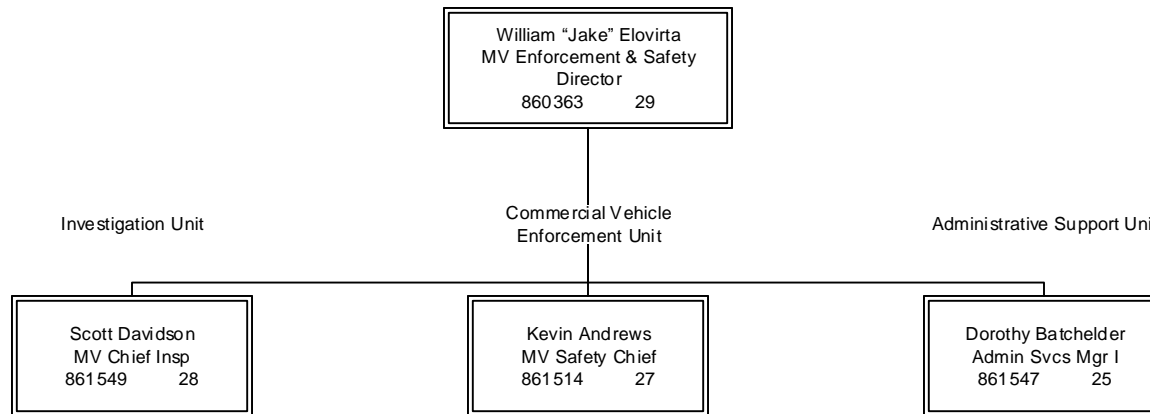 William “Jake” Elovirta
MV Enforcement & Safety
Director
860363 29
Investigation Unit
Commercial Vehicle
Enforcement Unit
Administrative Support Uni
Scott Davidson
MV Chief Insp
861549 28
Kevin Andrews
MV Safety Chief
861514 27
Dorothy Batchelder
Admin Svcs Mgr I
861547 25